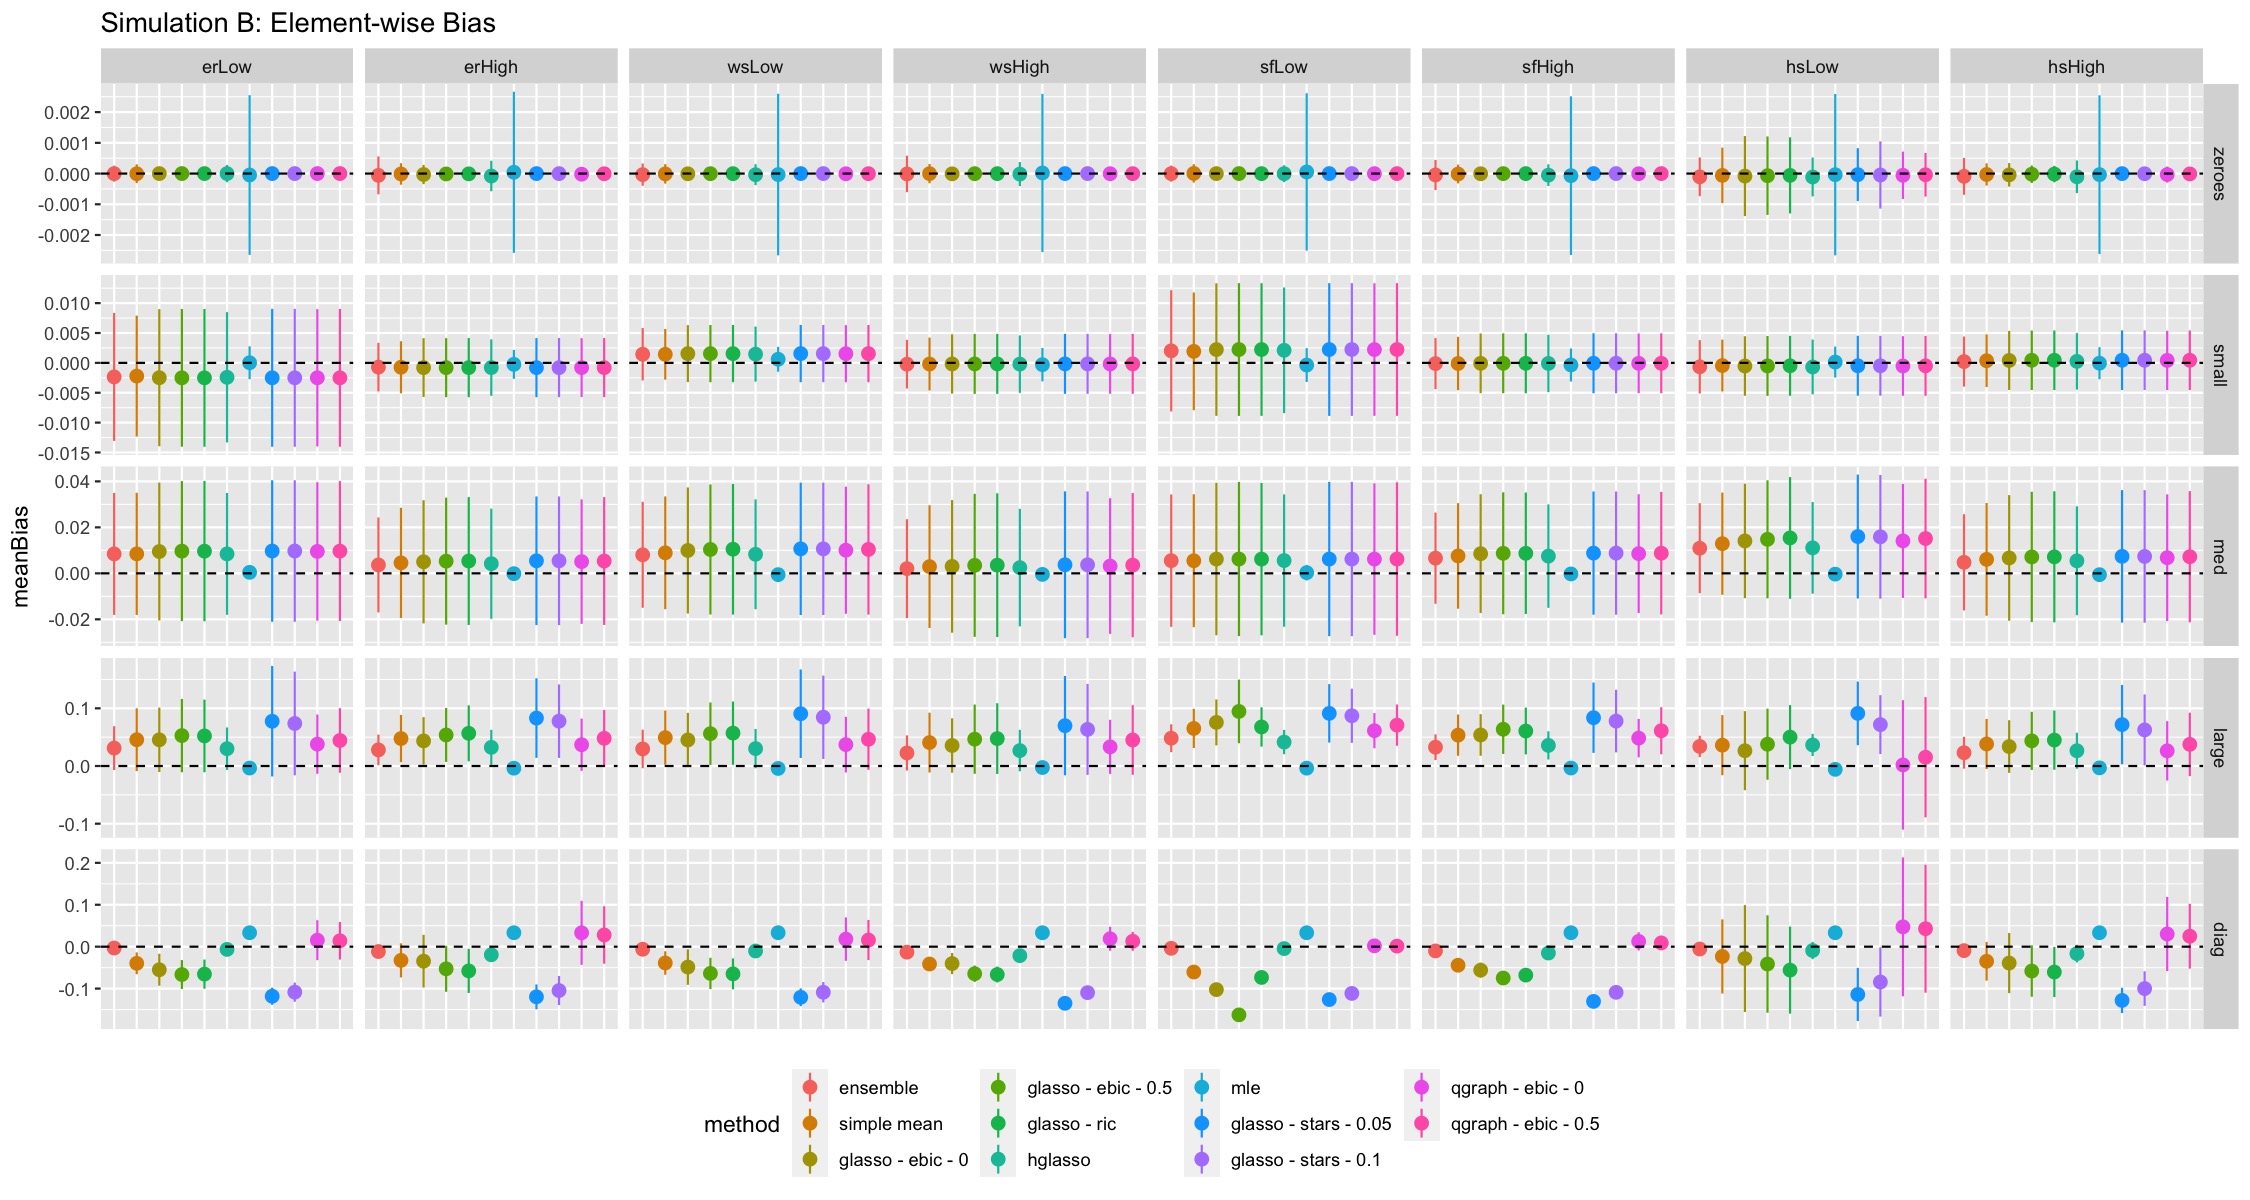 Simulation B: Element-wise Bias
erLow erHigh wsLow wsHigh sfLow sfHigh hsLow hsHigh
0.002
0.001
0.000
-0.001
-0.002
zeroes
0.010
0.005
0.000
-0.005
-0.010
-0.015
small
0.04
0.02
0.00
-0.02
med
0.1
0.0
-0.1
large
0.2
0.1
0.0
-0.1
diag
meanBias
method
ensemble
simple mean
glasso - ebic - 0
glasso - ebic - 0.5
glasso - ric
hglasso
mle
glasso - stars - 0.05
glasso - stars - 0.1
qgraph - ebic - 0
qgraph - ebic - 0.5